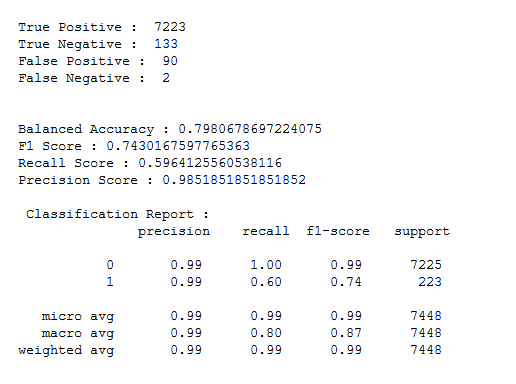 True Positive :  7223
True Negative :  133
False Positive :  90
False Negative :  2
Balanced Accuracy : 0.7980678697224075
F1 Score : 0.7430167597765363
Recall Score : 0.5964125560538116
Precision Score : 0.9851851851851852
Classification Report :
precision recall f1-score support
0 0.99 1.00 0.99 7225
1 0.99 0.60 0.74 223
micro avg 0.99 0.99 0.99 7448
macro avg 0.99 0.80 0.87 7448
weighted avg 0.99 0.99 0.99 7448